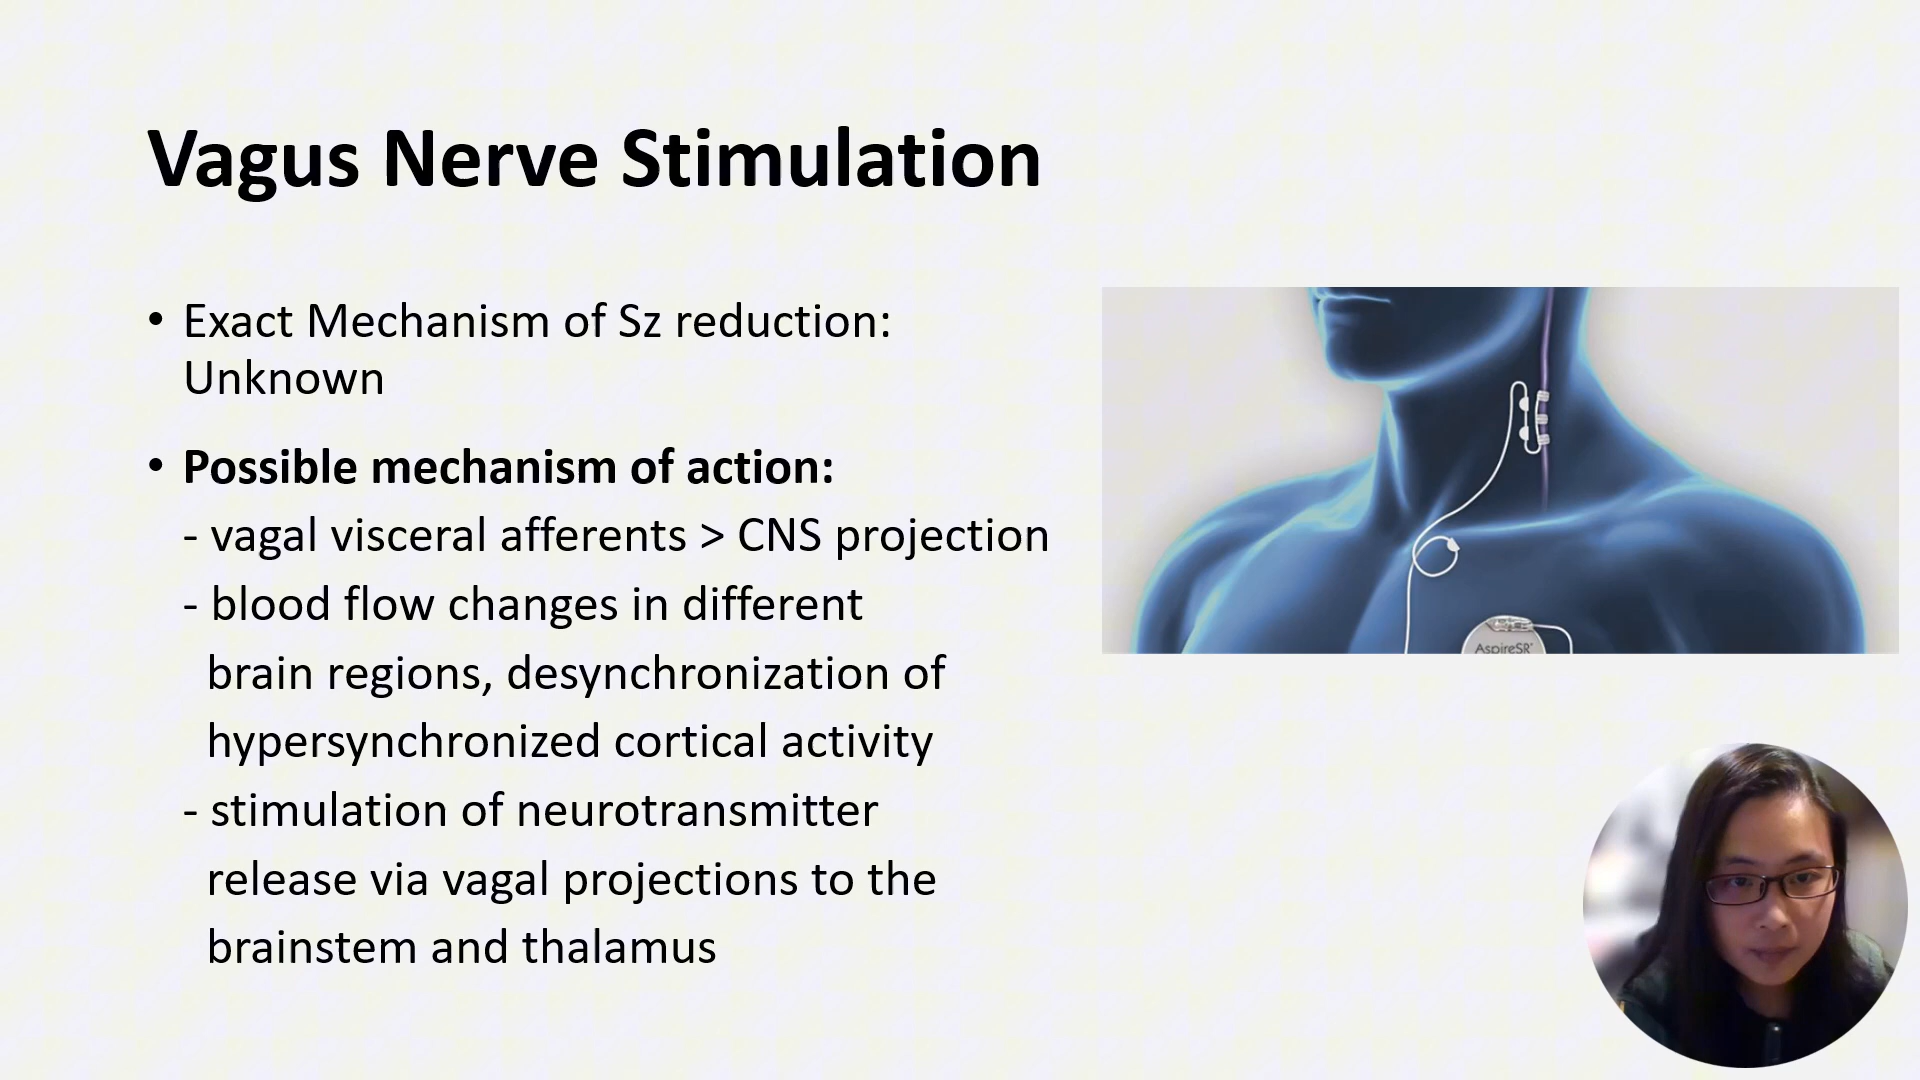 Vagus Nerve Stimulation
• Exact Mechanism of Sz reduction:
Unknown
• Possible mechanism of action:
- vagal visceral afferents > CNS projection
- blood flow changes in different
brain regions, desynchronization of
hypersynchronized cortical activity
- stimulation of neurotransmitter
release via vagal projections to the
brainstem and thalamus
AspireSR